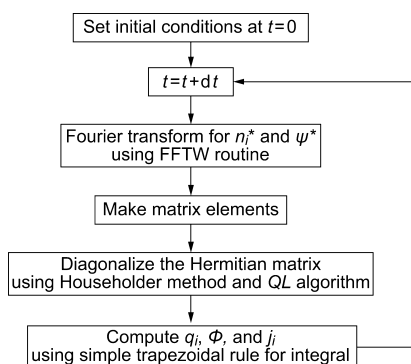 Set initial conditions at t=0
t=t+dt
Fourier transform for nᵢ* and ψ*
using FFTW routine
Make matrix elements
Diagonalize the Hermitian matrix
using Householder method and QL algorithm
Compute qᵢ, Φ, and jᵢ
using simple trapezoidal rule for integral